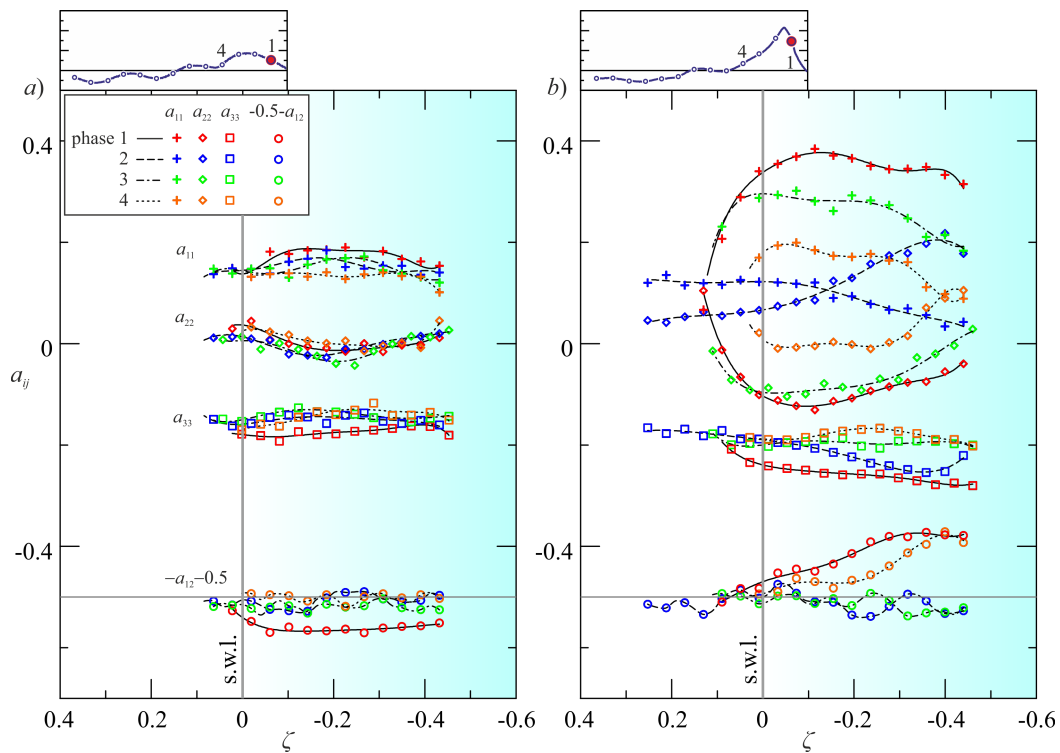 4 1
4 1
a) b)
a₁₁ a₂₂ a₃₃ -0.5-a₁₂
phase 1
2
3
4
0.4
0
-0.4
aᵢⱼ
a₁₁
a₂₂
a₃₃
−a₁₂−0.5
s.w.l.
s.w.l.
0.4 0.2 0 -0.2 -0.4 -0.6
0.4 0.2 0 -0.2 -0.4 -0.6
ζ ζ